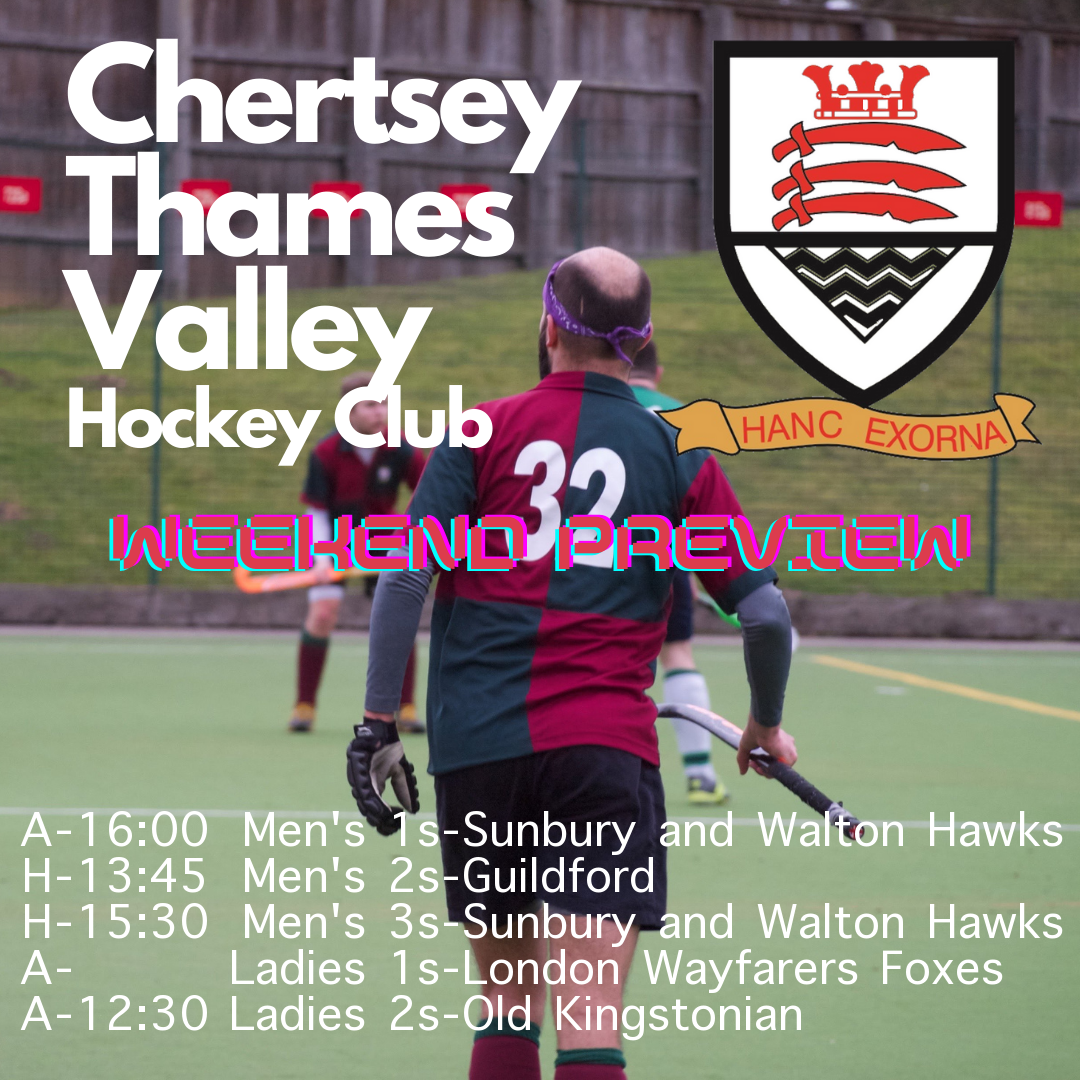 Chertsey
Thames
Valley
Hockey Club
HANC EXORNA
32
WEEKEND PREVIEW
A-16:00 Men's 1s-Sunbury and Walton Hawks
H-13:45 Men's 2s-Guildford
H-15:30 Men's 3s-Sunbury and Walton Hawks
A- Ladies 1s-London Wayfarers Foxes
A-12:30 Ladies 2s-Old Kingstonian